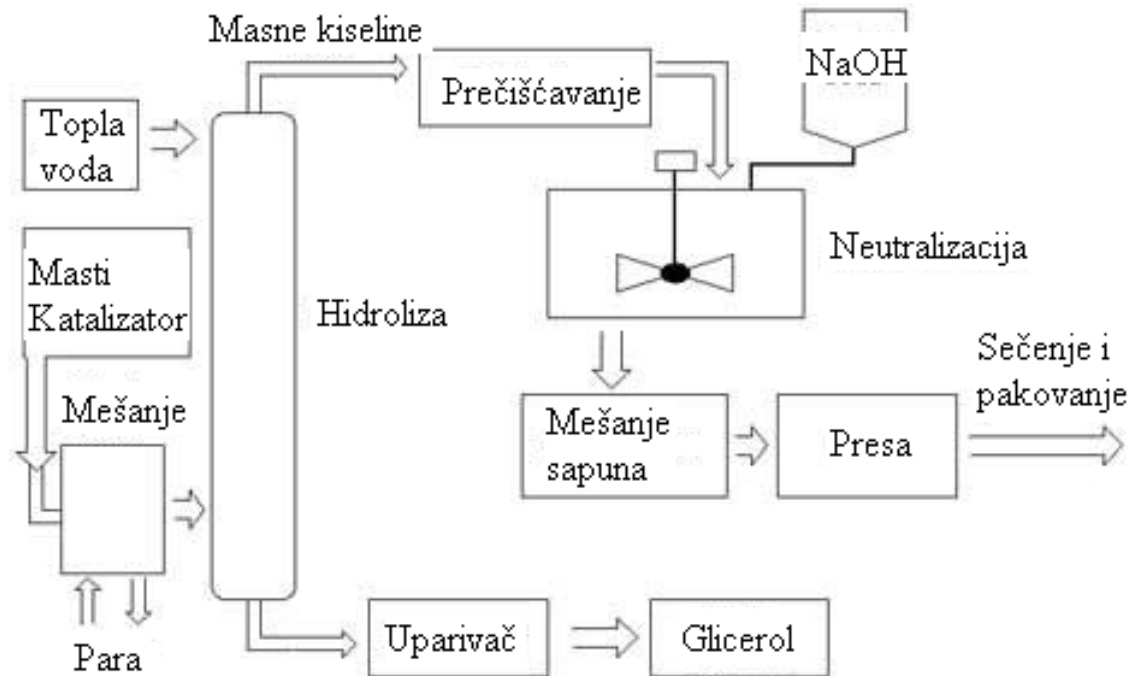 Masne kiseline
NaOH
Prečišćavanje
Topla
voda
Neutralizacija
Masti
Katalizator
Hidroliza
Sečenje i
pakovanje
Mešanje
Mešanje
sapuna
Presa
Uparivač
Glicerol
Para